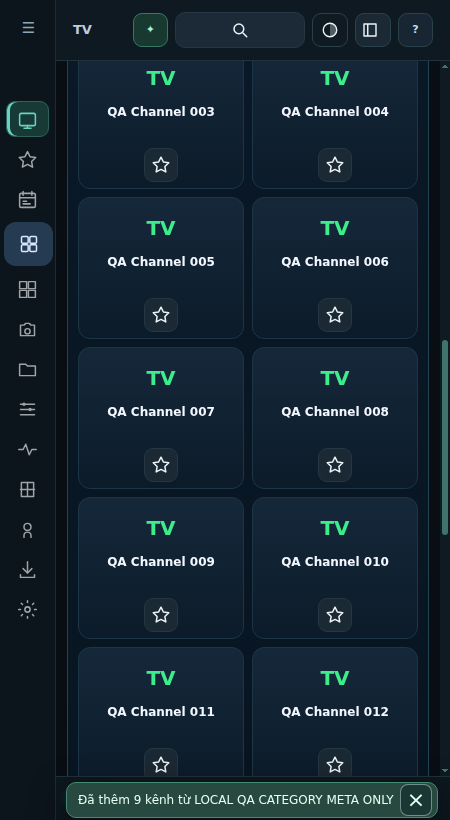 TV
?
TV
TV
QA Channel 003
QA Channel 004
TV
TV
QA Channel 005
QA Channel 006
TV
TV
QA Channel 007
QA Channel 008
TV
TV
QA Channel 009
QA Channel 010
TV
TV
QA Channel 011
QA Channel 012
Đã thêm 9 kênh từ LOCAL QA CATEGORY META ONLY